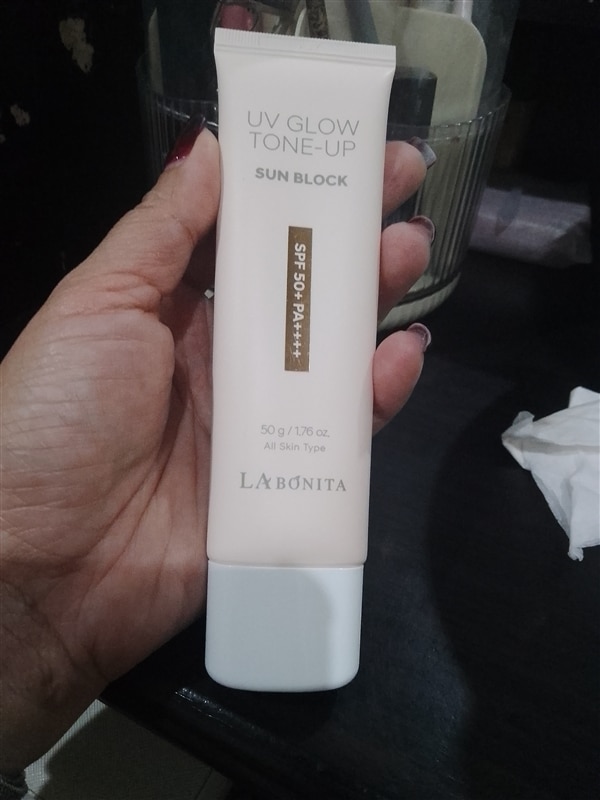 UV GLOW
TONE-UP
SUN BLOCK
SPF 50+ PA++++
50 g / 1.76 oz.
All Skin Type
LABONITA